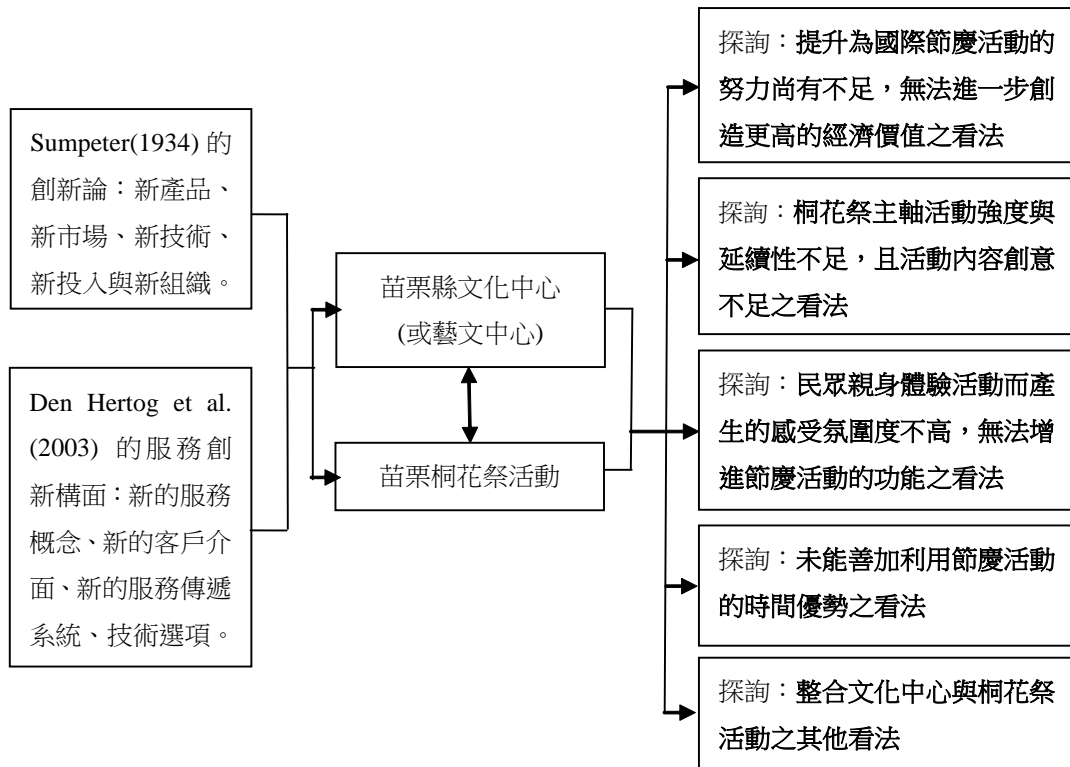 Sumpeter(1934) 的
創新論：新產品、
新市場、新技術、
新投入與新組織。
Den Hertog et al.
(2003) 的服務創
新構面：新的服務
概念、新的客戶介
面、新的服務傳遞
系統、技術選項。
苗栗縣文化中心
(或藝文中心)
苗栗桐花祭活動
探詢：提升為國際節慶活動的
努力尚有不足，無法進一步創
造更高的經濟價值之看法
探詢：桐花祭主軸活動強度與
延續性不足，且活動內容創意
不足之看法
探詢：民眾親身體驗活動而產
生的感受氛圍度不高，無法增
進節慶活動的功能之看法
探詢：未能善加利用節慶活動
的時間優勢之看法
探詢：整合文化中心與桐花祭
活動之其他看法